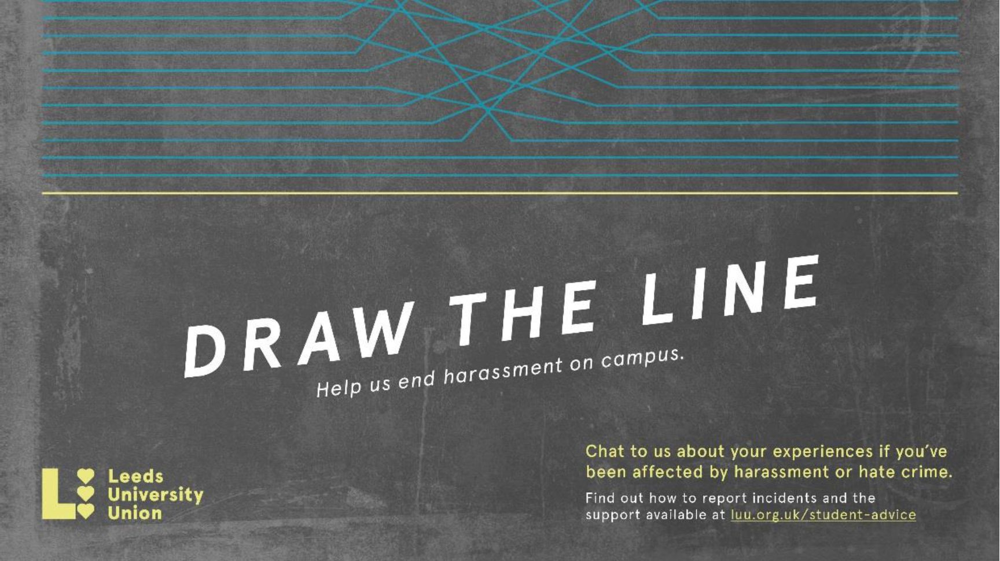 DRAW THE LINE
Help us end harassment on campus.
Chat to us about your experiences if you've
been affected by harassment or hate crime.
Find out how to report incidents and the
support available at luu.org.uk/student-advice
Leeds
University
Union